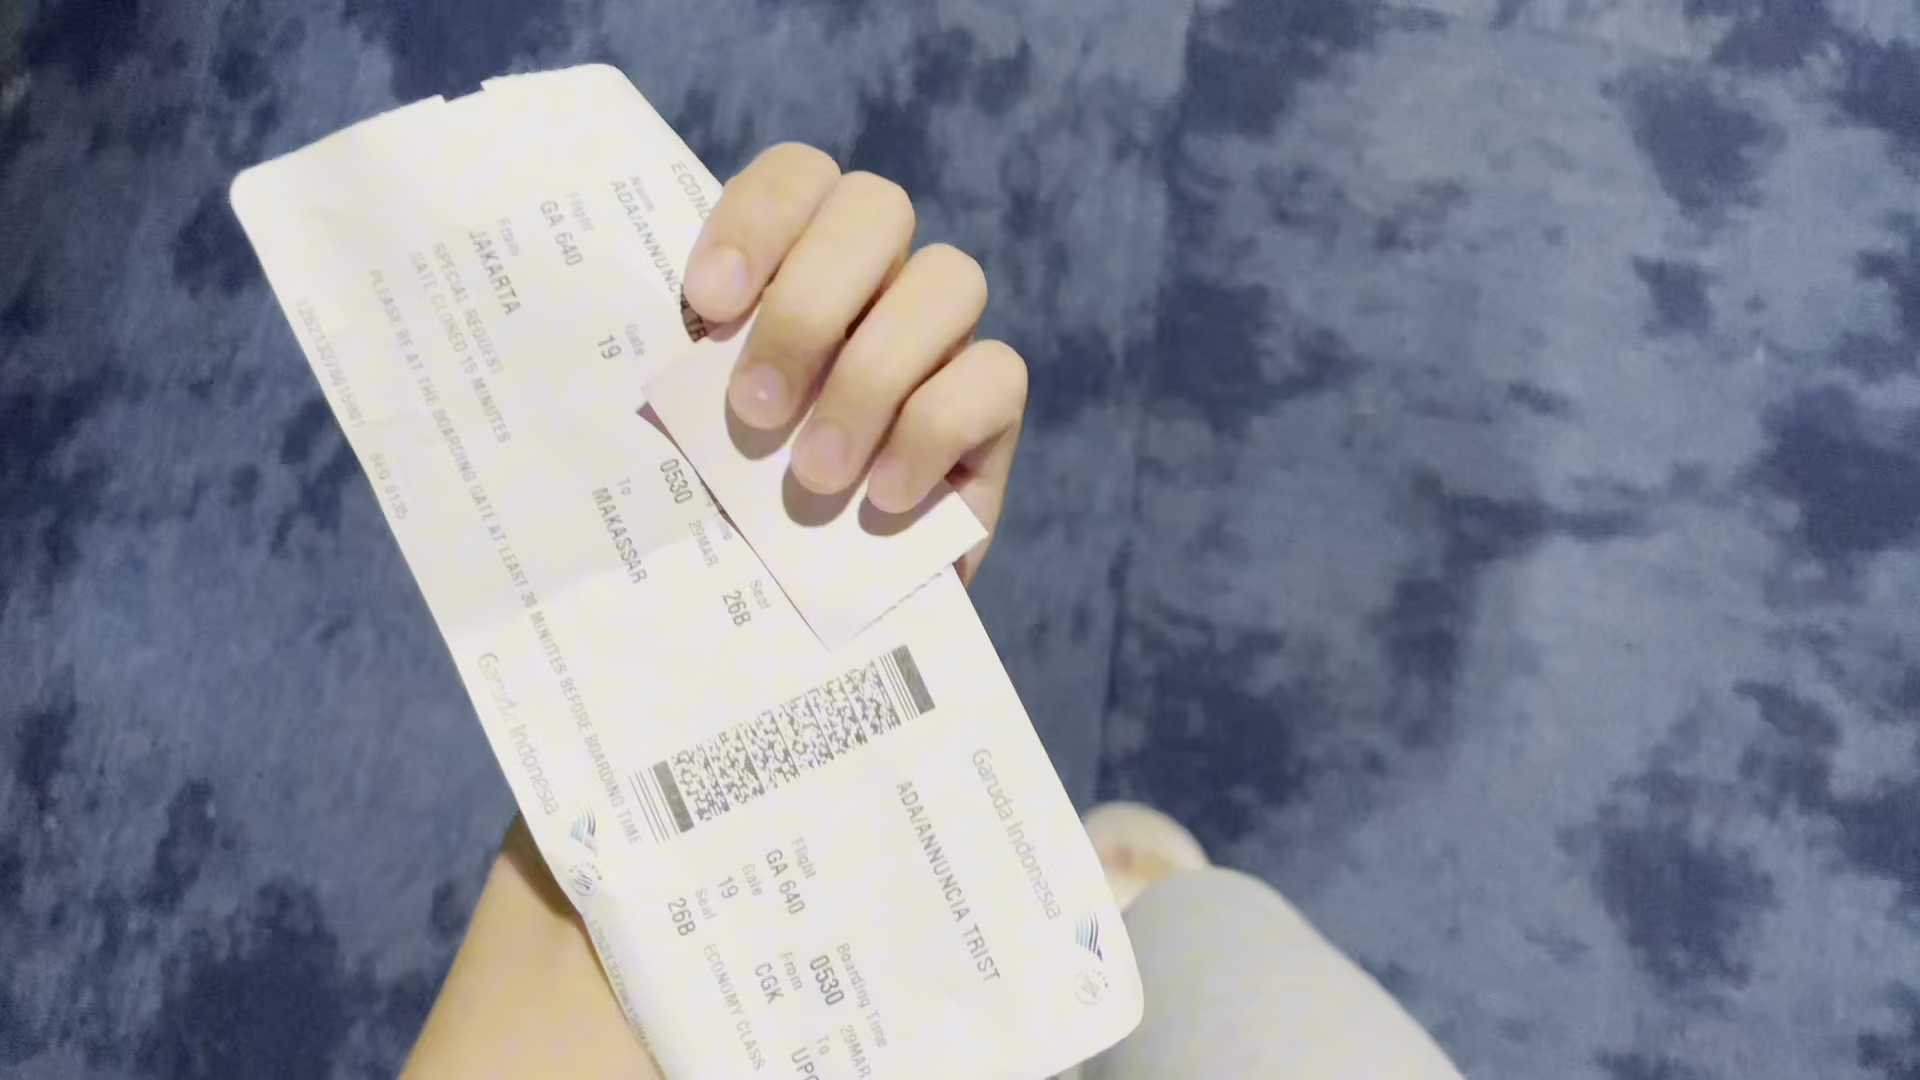 ADA/ANNUNCIA TR
Flight
GA 640
Gate
19
0530
29MAR
Seat
26B
From
JAKARTA
To
MAKASSAR
SPECIAL REQUEST
GATE CLOSED 15 MINUTES
PLEASE BE AT THE BOARDING GATE AT LEAST 30 MINUTES BEFORE BOARDING TIME
Garuda Indonesia
Garuda Indonesia
ADA/ANNUNCIA TRIST
Flight
GA 640
Boarding Time
0530
29MAR
Gate
19
From
CGK
To
Seat
26B
ECONOMY CLASS